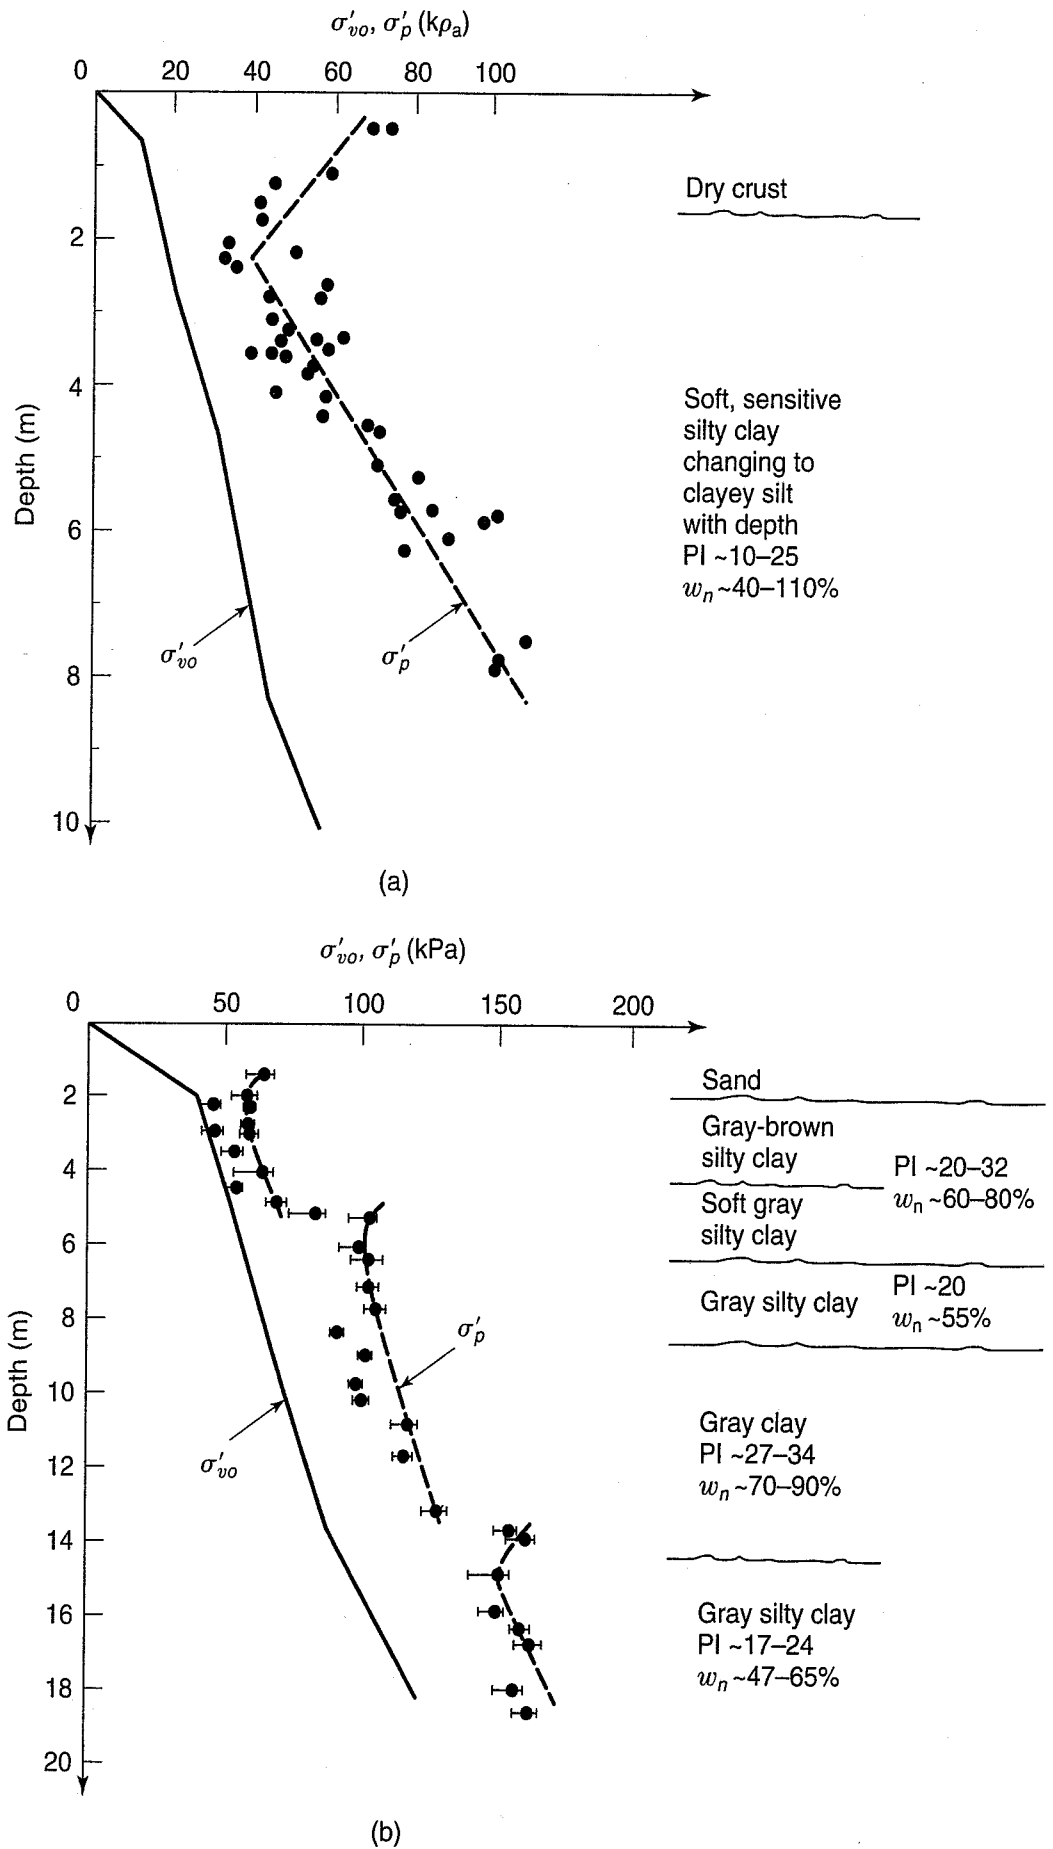 σ′vo, σ′p (kρa)
0 20 40 60 80 100
Dry crust
2
4
6
8
10
Depth (m)
Soft, sensitive
silty clay
changing to
clayey silt
with depth
PI ~10–25
wn ~40–110%
σ′vo
σ′p
(a)
σ′vo, σ′p (kPa)
0 50 100 150 200
2
4
6
8
10
12
14
16
18
20
Depth (m)
Sand
Gray-brown
silty clay
PI ~20–32
wn ~60–80%
Soft gray
silty clay
Gray silty clay
PI ~20
wn ~55%
σ′p
σ′vo
Gray clay
PI ~27–34
wn ~70–90%
Gray silty clay
PI ~17–24
wn ~47–65%
(b)